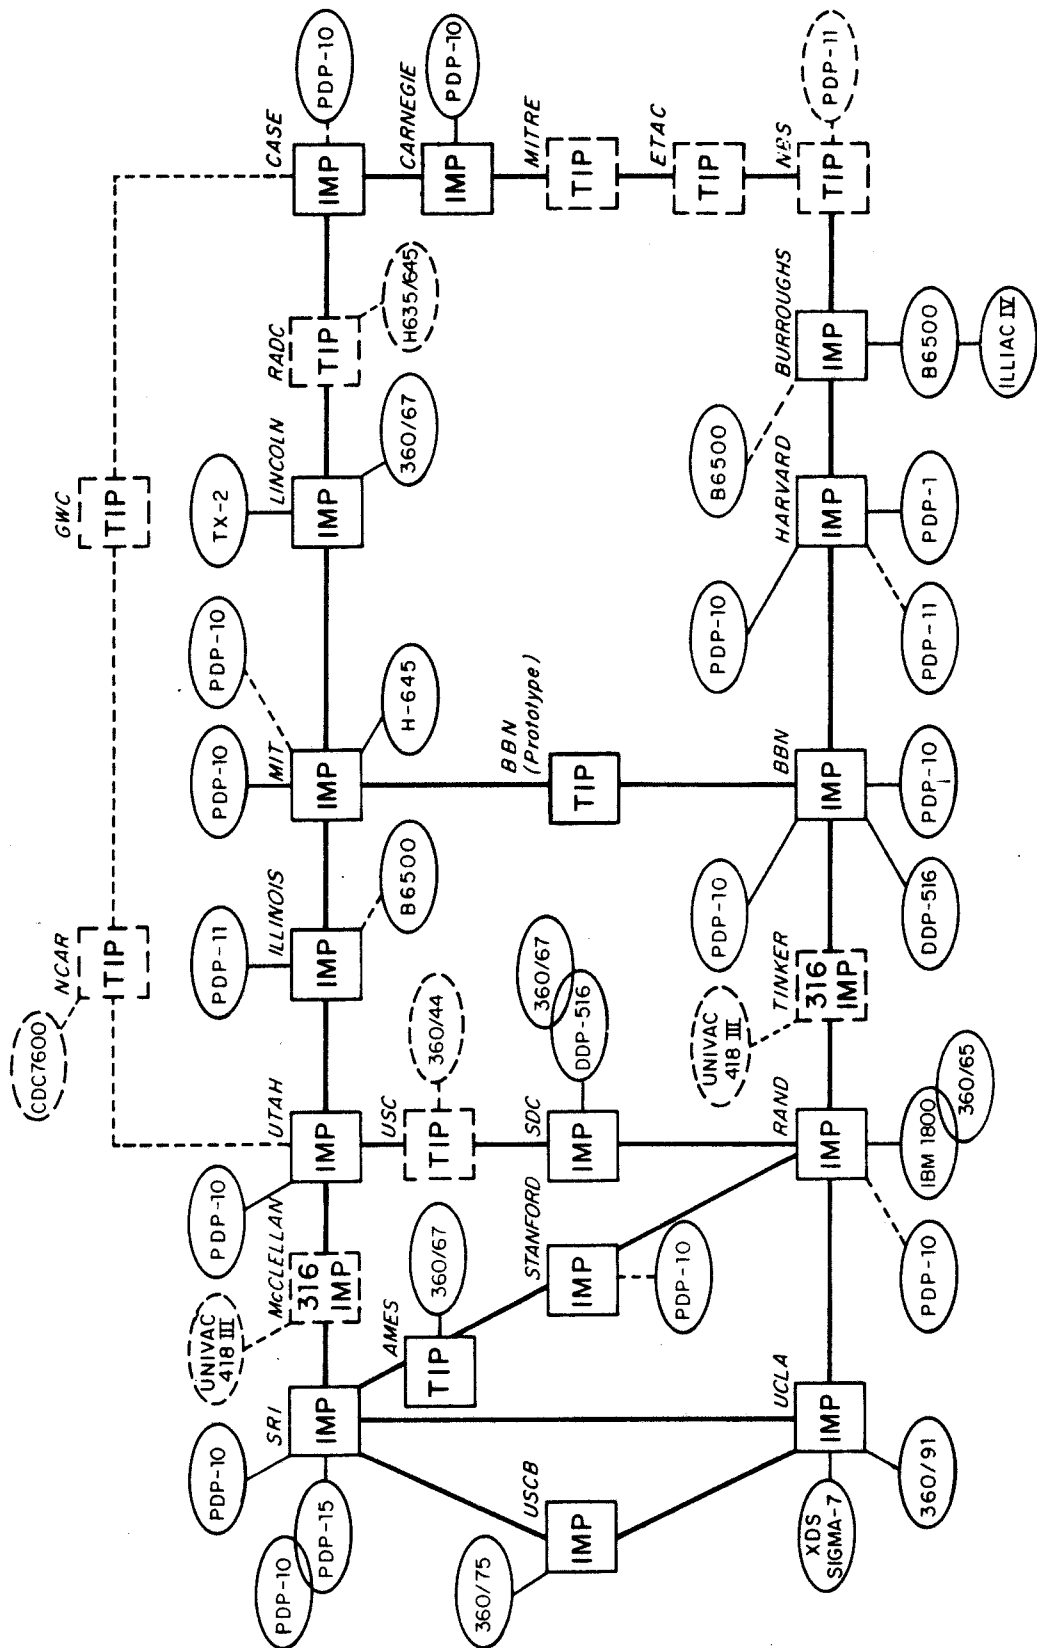 CDC7600
NCAR
TIP
GWC
TIP
PDP-10
UNIVAC
418 III
PDP-10
PDP-11
PDP-10
PDP-10
TX-2
SRI
McCLELLAN
UTAH
ILLINOIS
MIT
LINCOLN
RADC
CASE
IMP
316
IMP
IMP
IMP
IMP
IMP
TIP
IMP
PDP-10
PDP-10
PDP-15
AMES
TIP
360/67
USC
TIP
360/44
B6500
H-645
360/67
H635/645
CARNEGIE
IMP
PDP-10
360/75
USCB
IMP
STANFORD
IMP
PDP-10
SDC
IMP
DDP-516
360/67
BBN
(Prototype)
TIP
MITRE
TIP
ETAC
TIP
UNIVAC
418 III
PDP-10
PDP-10
B6500
UCLA
RAND
TINKER
BBN
HARVARD
BURROUGHS
NBS
IMP
IMP
316
IMP
IMP
IMP
IMP
TIP
PDP-11
XDS
SIGMA-7
360/91
PDP-10
IBM 1800
360/65
DDP-516
PDP-10
PDP-11
PDP-1
B6500
ILLIAC IV